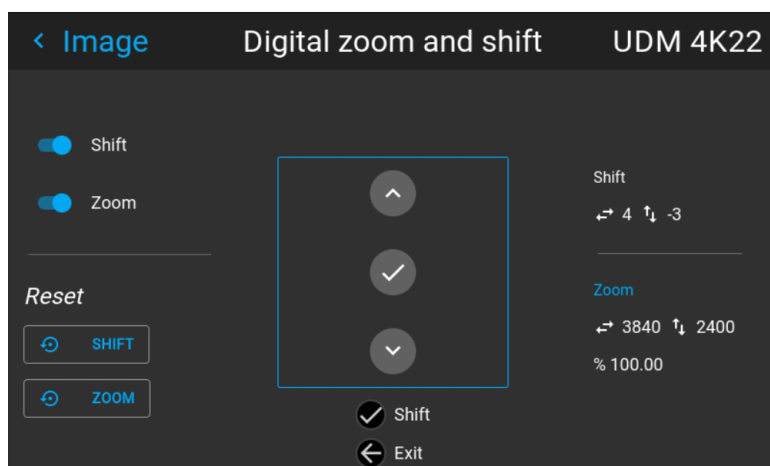 Image
Digital zoom and shift
UDM 4K22
Shift
Zoom
Reset
SHIFT
ZOOM
Shift
Exit
Shift
4 -3
Zoom
3840 2400
% 100.00